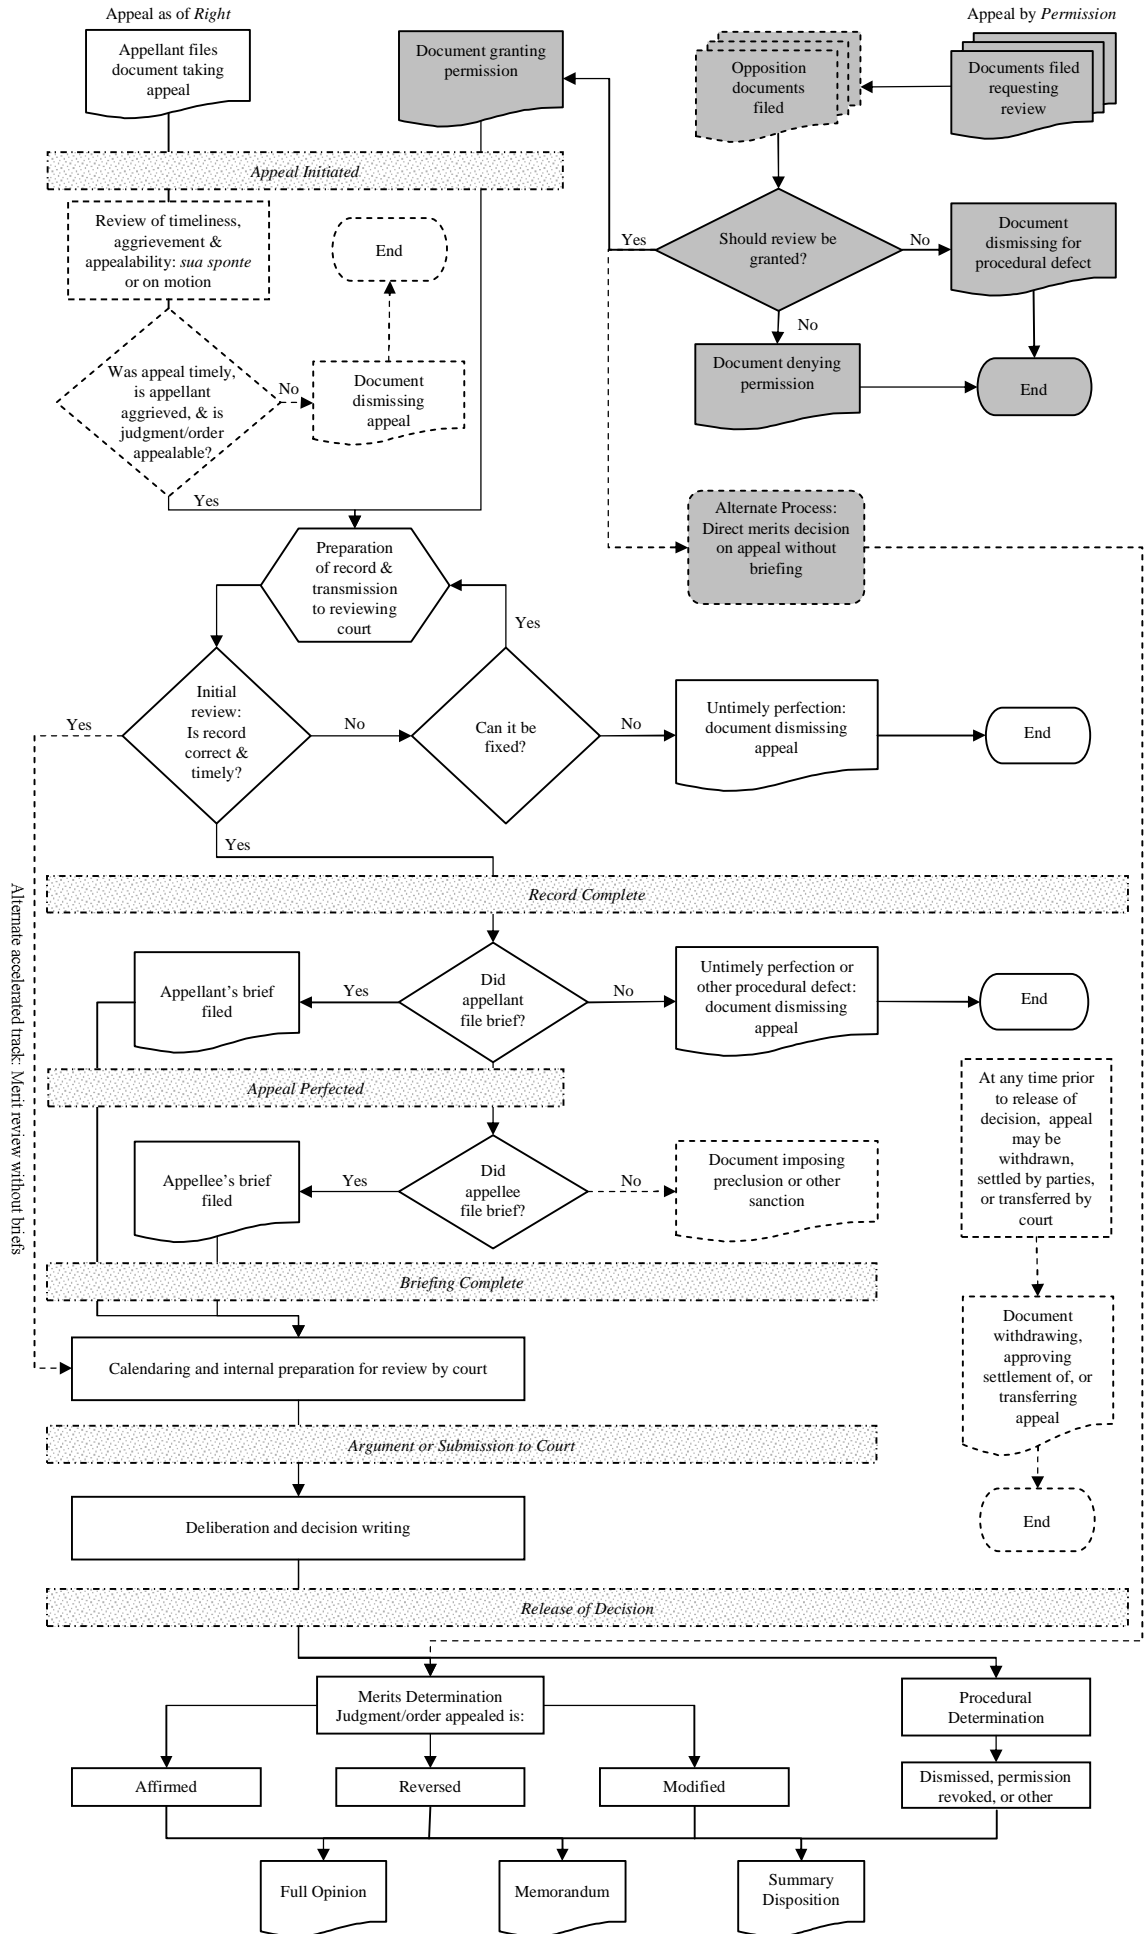 Appeal as of Right
Appeal by Permission
Appellant files
document taking
appeal
Document granting
permission
Opposition
documents
filed
Documents filed
requesting
review
Appeal Initiated
Review of timeliness,
aggrievement &
appealability: sua sponte
or on motion
End
Yes
Should review be
granted?
No
Document
dismissing for
procedural defect
No
Was appeal timely,
is appellant
aggrieved, & is
judgment/order
appealable?
No
Document
dismissing
appeal
Document denying
permission
End
Yes
Alternate Process:
Direct merits decision
on appeal without
briefing
Preparation
of record &
transmission
to reviewing
court
Yes
Yes
Initial
review:
Is record
correct &
timely?
No
Can it be
fixed?
No
Untimely perfection:
document dismissing
appeal
End
Yes
Alternate accelerated track: Merit review without briefs
Record Complete
Appellant's brief
filed
Yes
Did
appellant
file brief?
No
Untimely perfection or
other procedural defect:
document dismissing
appeal
End
Appeal Perfected
At any time prior
to release of
decision, appeal
may be
withdrawn,
settled by parties,
or transferred by
court
Appellee's brief
filed
Yes
Did
appellee
file brief?
No
Document imposing
preclusion or other
sanction
Briefing Complete
Document
withdrawing,
approving
settlement of, or
transferring
appeal
Calendaring and internal preparation for review by court
Argument or Submission to Court
End
Deliberation and decision writing
Release of Decision
Merits Determination
Judgment/order appealed is:
Procedural
Determination
Affirmed
Reversed
Modified
Dismissed, permission
revoked, or other
Full Opinion
Memorandum
Summary
Disposition